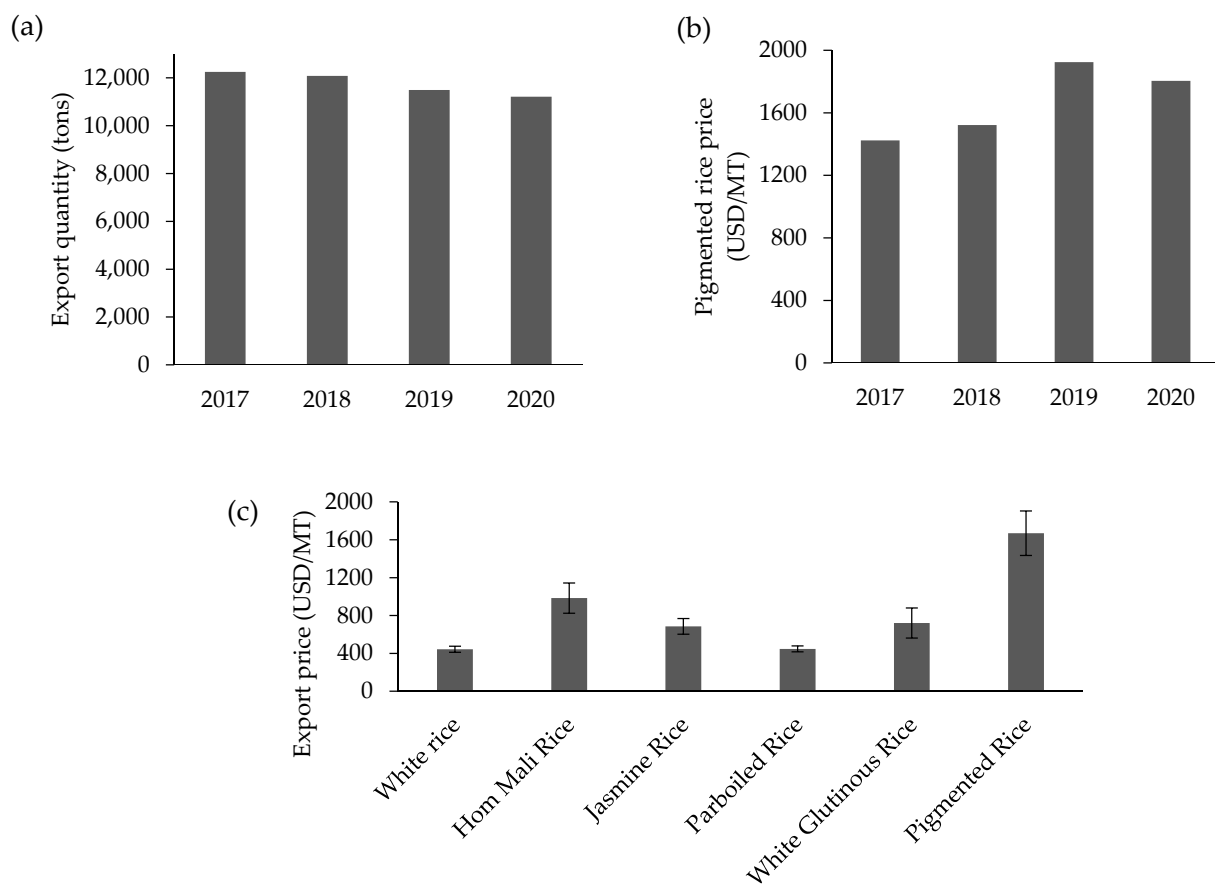 (a)
Export quantity (tons)
12,000
10,000
8,000
6,000
4,000
2,000
0
2017 2018 2019 2020
(b)
Pigmented rice price
(USD/MT)
2000
1600
1200
800
400
0
2017 2018 2019 2020
(c)
Export price (USD/MT)
2000
1600
1200
800
400
0
White rice
Hom Mali Rice
Jasmine Rice
Parboiled Rice
White Glutinous Rice
Pigmented Rice